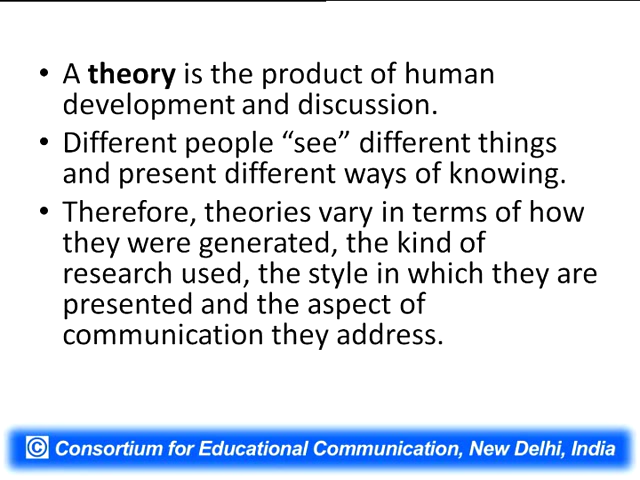 • A theory is the product of human
development and discussion.
• Different people “see” different things
and present different ways of knowing.
• Therefore, theories vary in terms of how
they were generated, the kind of
research used, the style in which they are
presented and the aspect of
communication they address.
© Consortium for Educational Communication, New Delhi, India